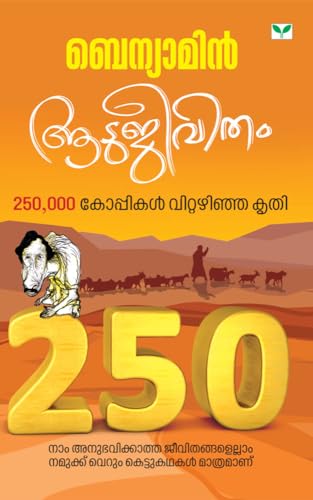 ബെന്യാമിൻ
ആടുജീവിതം
250,000 കോപ്പികൾ വിറ്റഴിഞ്ഞ കൃതി
250
നാം അനുഭവിക്കാത്ത ജീവിതങ്ങളെല്ലാം
നമുക്ക് വെറും കെട്ടുകഥകൾ മാത്രമാണ്